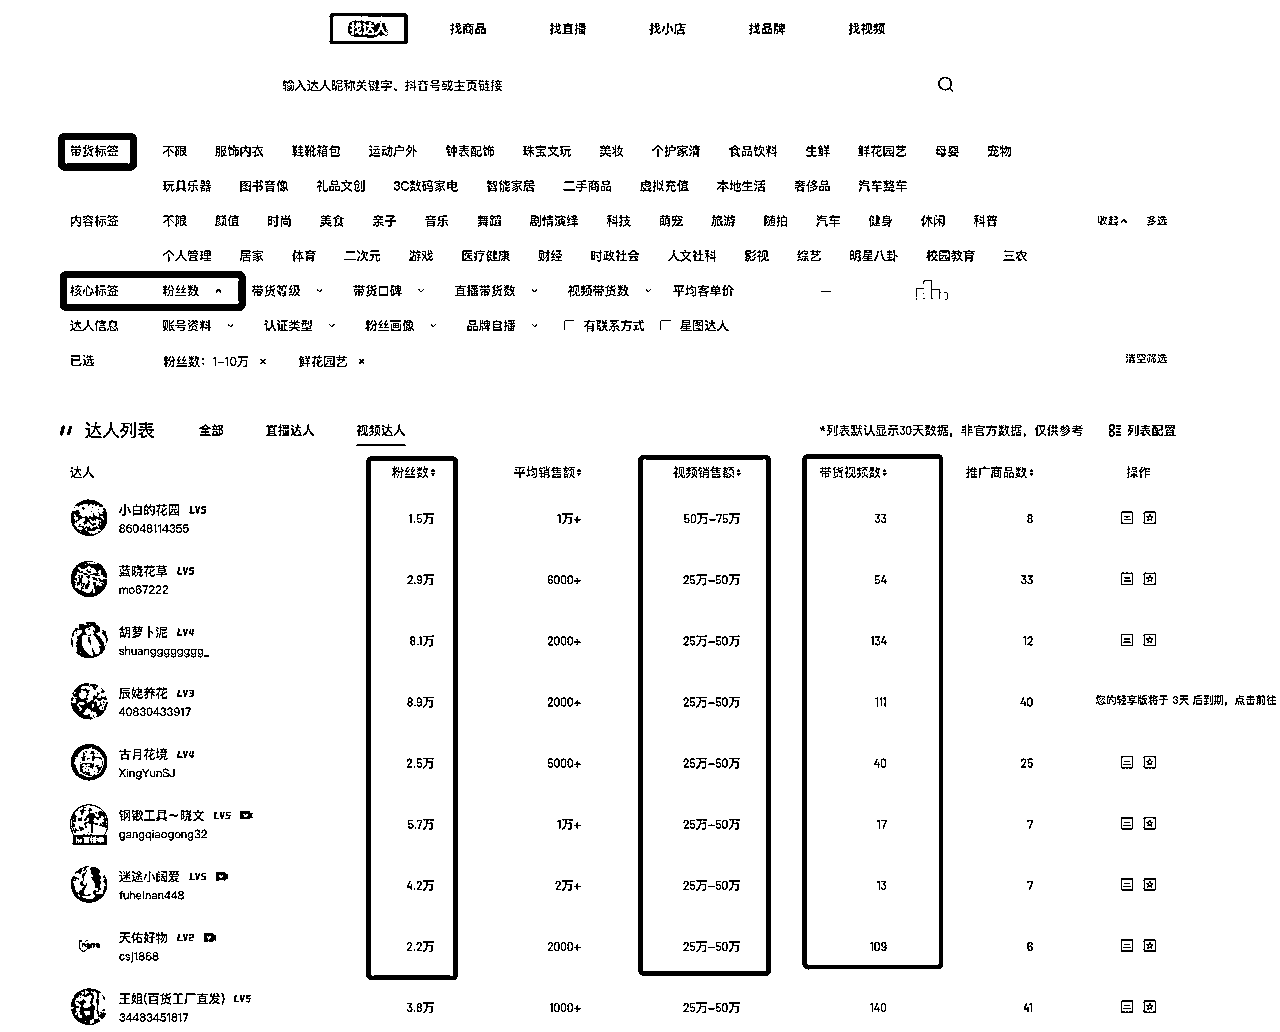 找达人 找商品 找直播 找小店 找品牌 找视频
输入达人昵称关键字、抖音号或主页链接
带货标签 不限 服饰内衣 鞋靴箱包 运动户外 钟表配饰 珠宝文玩 美妆 个护家清 食品饮料 生鲜 鲜花园艺 母婴 宠物
玩具乐器 图书音像 礼品文创 3C数码家电 智能家居 二手商品 虚拟充值 本地生活 奢侈品 汽车整车
内容标签 不限 颜值 时尚 美食 亲子 音乐 舞蹈 剧情演绎 科技 萌宠 旅游 随拍 汽车 健身 休闲 科普 收起 多选
个人管理 居家 体育 二次元 游戏 医疗健康 财经 时政社会 人文社科 影视 综艺 明星八卦 校园教育 三农
核心标签 粉丝数 带货等级 带货口碑 直播带货数 视频带货数 平均客单价 —
达人信息 账号资料 认证类型 粉丝画像 品牌自播 有联系方式 星图达人
已选 粉丝数：1-10万 × 鲜花园艺 × 清空筛选
达人列表 全部 直播达人 视频达人 *列表默认显示30天数据，非官方数据，仅供参考 列表配置
达人 粉丝数 平均销售额 视频销售额 带货视频数 推广商品数 操作
小白的花园 LV5
86048114355
1.5万 1万+ 50万-75万 33 8
蓝晓花草 LV5
mo67222
2.9万 6000+ 25万-50万 54 33
胡萝卜泥 LV4
shuangggggggg_
8.1万 2000+ 25万-50万 134 12
辰婕养花 LV3
40830433917
8.9万 2000+ 25万-50万 111 40
您的轻享版将于 3天 后到期，点击前往
古月花境 LV4
XingYunSJ
2.5万 5000+ 25万-50万 40 25
钢锹工具～晓文 LV5
gangqiaogong32
5.7万 1万+ 25万-50万 17 7
迷途小阔爱 LV5
fuheinan448
4.2万 2万+ 25万-50万 13 7
天佑好物 LV2
csj1868
2.2万 2000+ 25万-50万 109 6
王姐(百货工厂直发) LV5
34483451817
3.8万 1000+ 25万-50万 140 41